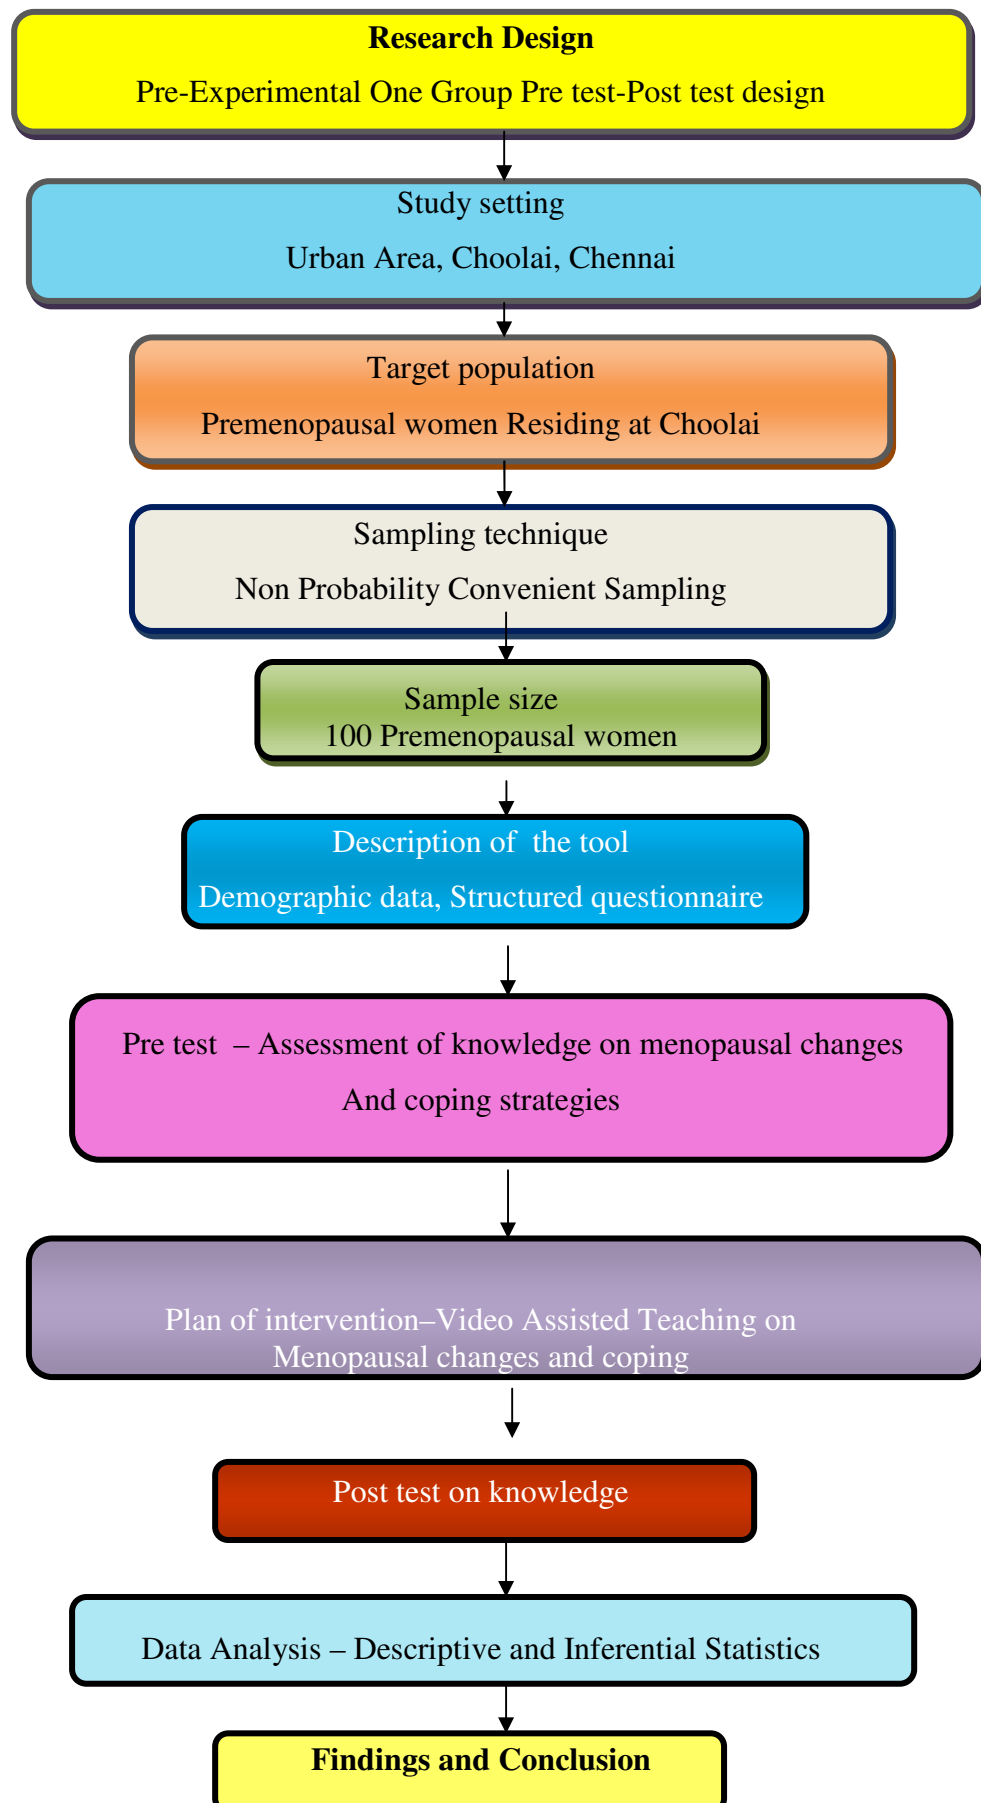 Research Design
Pre-Experimental One Group Pre test-Post test design
Study setting
Urban Area, Choolai, Chennai
Target population
Premenopausal women Residing at Choolai
Sampling technique
Non Probability Convenient Sampling
Sample size
100 Premenopausal women
Description of the tool
Demographic data, Structured questionnaire
Pre test – Assessment of knowledge on menopausal changes
And coping strategies
Plan of intervention–Video Assisted Teaching on
Menopausal changes and coping
Post test on knowledge
Data Analysis – Descriptive and Inferential Statistics
Findings and Conclusion